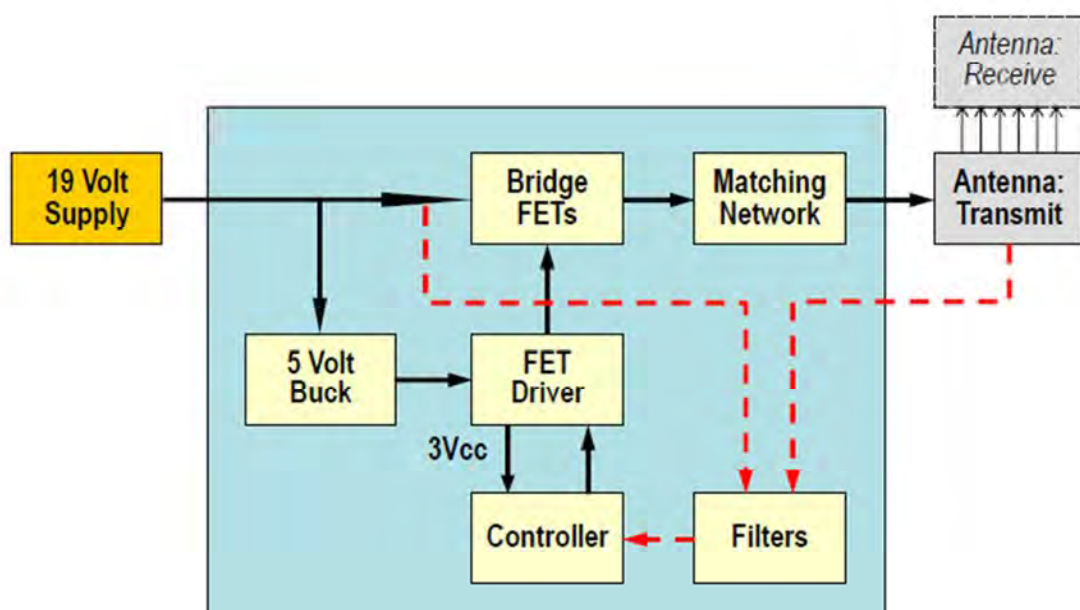 Antenna:
Receive
19 Volt
Supply
Bridge
FETs
Matching
Network
Antenna:
Transmit
5 Volt
Buck
FET
Driver
3Vcc
Controller
Filters